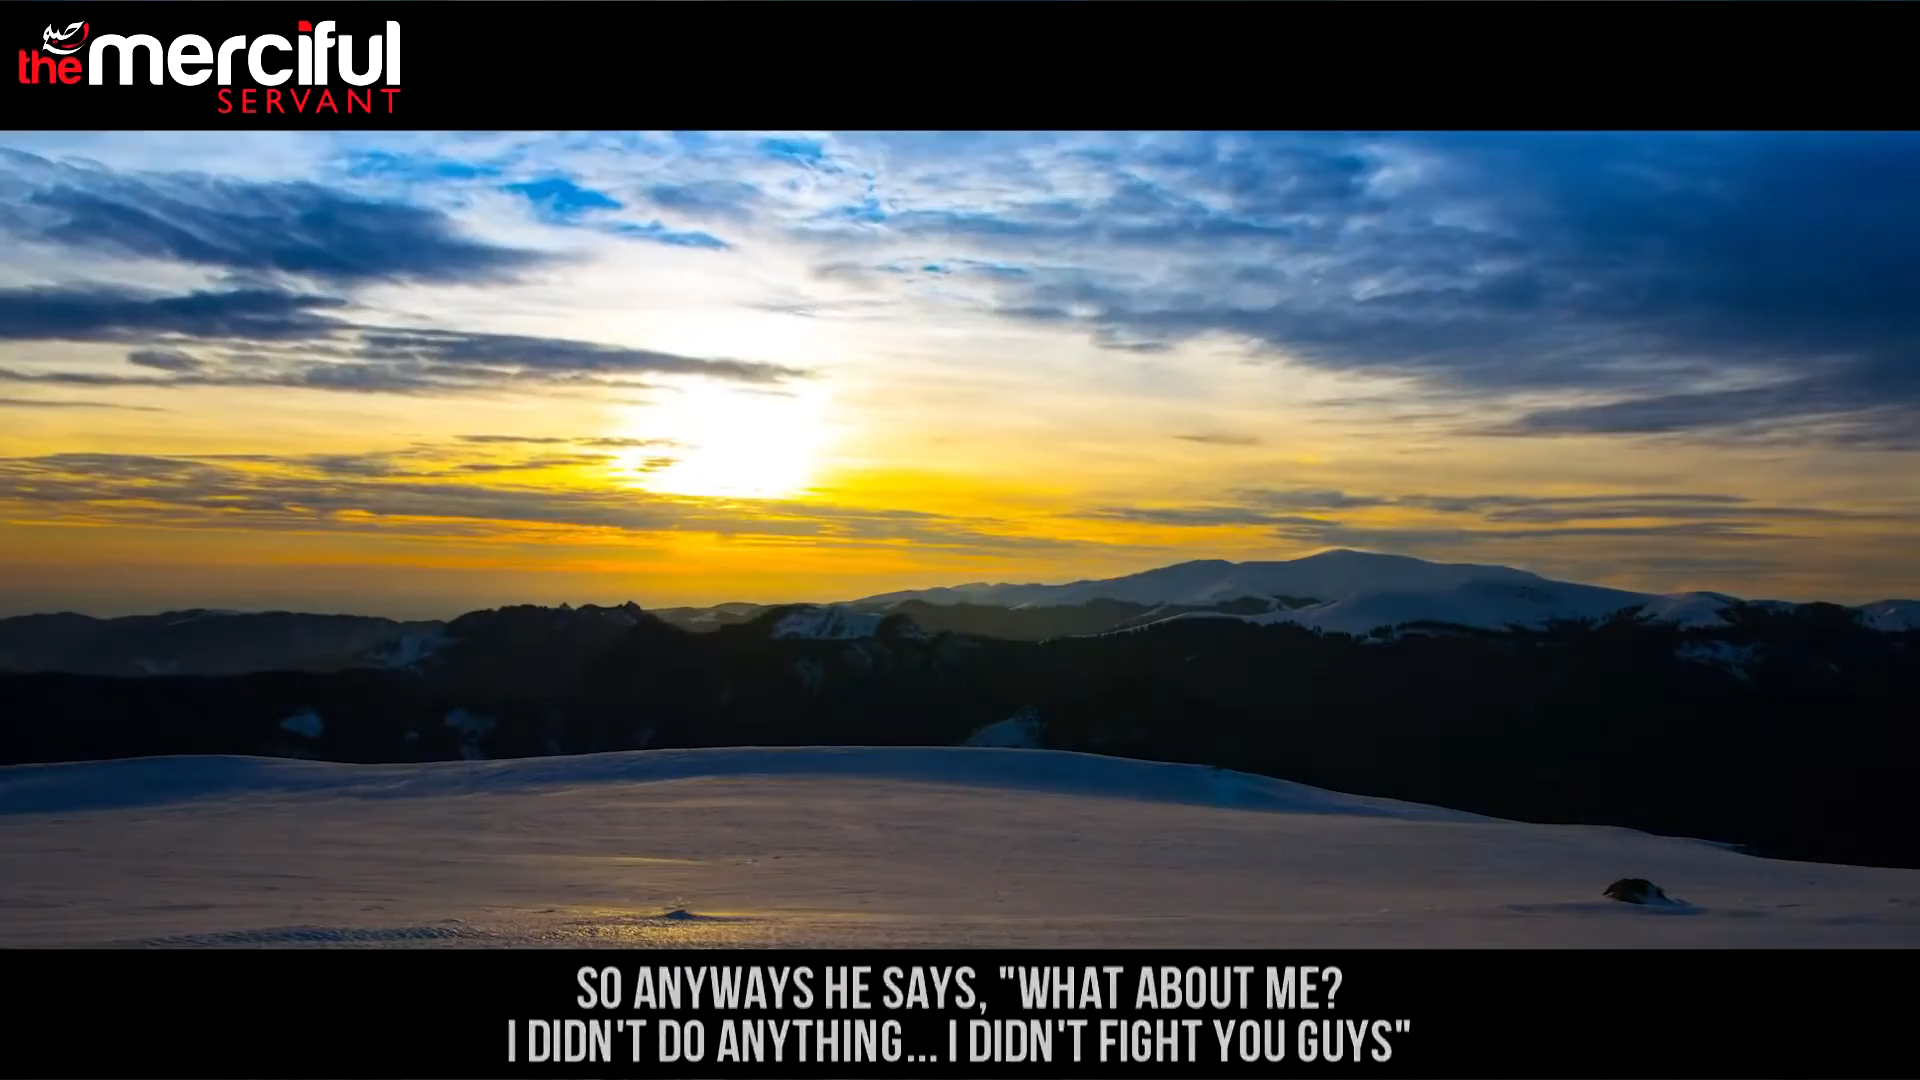 the merciful
SERVANT
SO ANYWAYS HE SAYS, "WHAT ABOUT ME?
I DIDN'T DO ANYTHING... I DIDN'T FIGHT YOU GUYS"